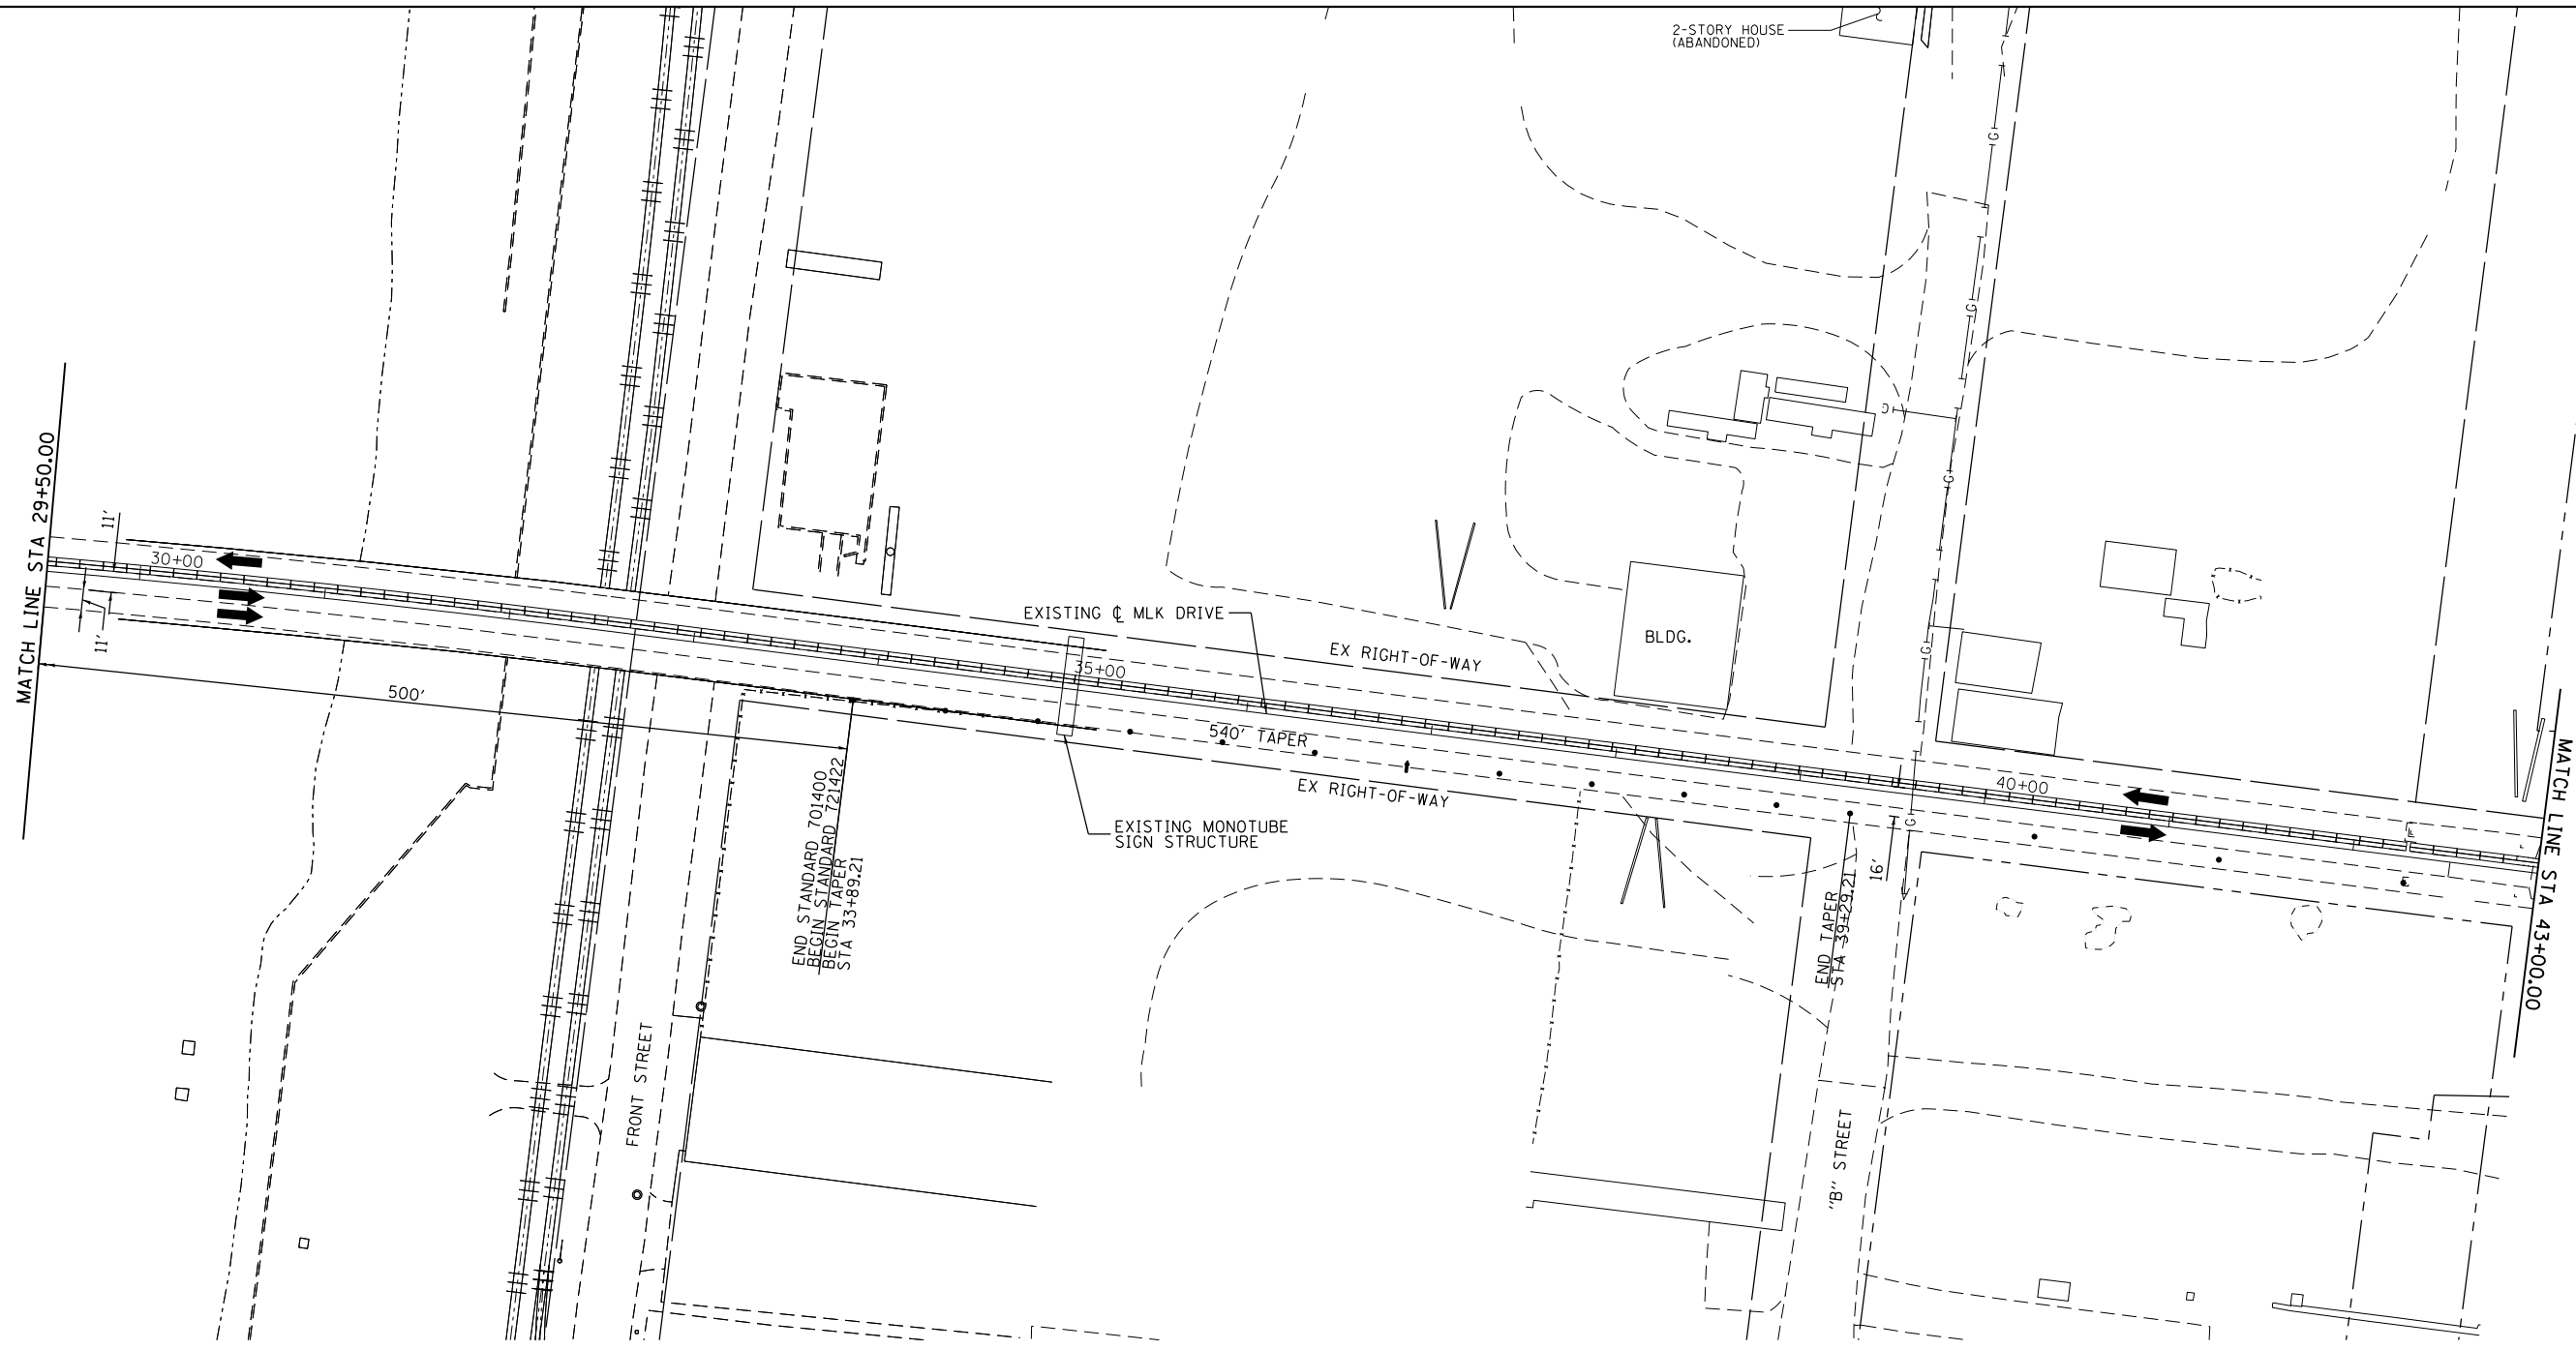 2-STORY HOUSE
(ABANDONED)
MATCH LINE STA 29+50.00
11'
30+00
11'
500'
EXISTING ℄ MLK DRIVE
35+00
EX RIGHT-OF-WAY
BLDG.
540' TAPER
EX RIGHT-OF-WAY
EXISTING MONOTUBE
SIGN STRUCTURE
END STANDARD 701400
BEGIN STANDARD 721422
BEGIN TAPER
STA 33+89.21
END TAPER
STA 39+29.21
16'
40+00
MATCH LINE STA 43+00.00
FRONT STREET
"B" STREET
G
G
G
G
G